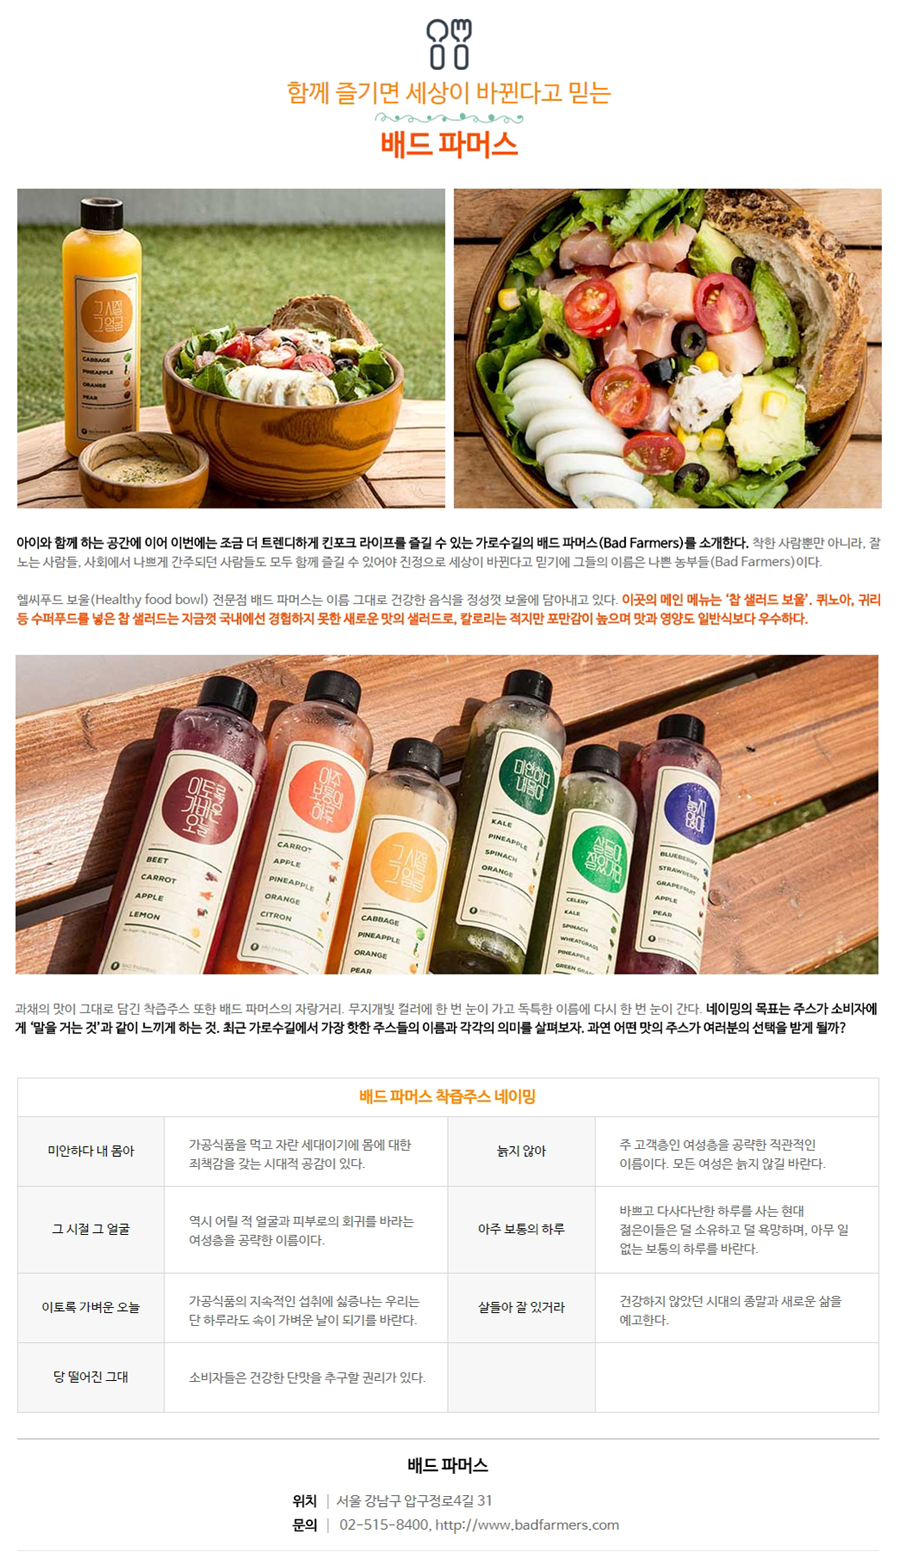 함께 즐기면 세상이 바뀐다고 믿는
배드 파머스
그 시절
그 얼굴
CABBAGE
PINEAPPLE
ORANGE
PEAR
아이와 함께 하는 공간에 이어 이번에는 조금 더 트렌디하게 킨포크 라이프를 즐길 수 있는 가로수길의 배드 파머스(Bad Farmers)를 소개한다. 착한 사람뿐만 아니라, 잘
노는 사람들, 사회에서 나쁘게 간주되던 사람들도 모두 함께 즐길 수 있어야 진정으로 세상이 바뀐다고 믿기에 그들의 이름은 나쁜 농부들(Bad Farmers)이다.
헬씨푸드 보울(Healthy food bowl) 전문점 배드 파머스는 이름 그대로 건강한 음식을 정성껏 보울에 담아내고 있다. 이곳의 메인 메뉴는 ‘찹 샐러드 보울’. 퀴노아, 귀리
등 수퍼푸드를 넣은 찹 샐러드는 지금껏 국내에선 경험하지 못한 새로운 맛의 샐러드로, 칼로리는 적지만 포만감이 높으며 맛과 영양도 일반식보다 우수하다.
이토록
가벼운
오늘
BEET
CARROT
APPLE
LEMON
아주
보통의
하루
CARROT
APPLE
PINEAPPLE
ORANGE
CITRON
그 시절
그 얼굴
CABBAGE
PINEAPPLE
ORANGE
PEAR
미안하다
내 몸아
KALE
PINEAPPLE
SPINACH
ORANGE
살들아
잘있거라
CELERY
KALE
SPINACH
WHEATGRASS
PINEAPPLE
GREEN GRAPE
늙지
않아
BLUEBERRY
STRAWBERRY
GRAPEFRUIT
APPLE
PEAR
과채의 맛이 그대로 담긴 착즙주스 또한 배드 파머스의 자랑거리. 무지개빛 컬러에 한 번 눈이 가고 독특한 이름에 다시 한 번 눈이 간다. 네이밍의 목표는 주스가 소비자에
게 ‘말을 거는 것’과 같이 느끼게 하는 것. 최근 가로수길에서 가장 핫한 주스들의 이름과 각각의 의미를 살펴보자. 과연 어떤 맛의 주스가 여러분의 선택을 받게 될까?
배드 파머스 착즙주스 네이밍
미안하다 내 몸아
가공식품을 먹고 자란 세대이기에 몸에 대한
죄책감을 갖는 시대적 공감이 있다.
늙지 않아
주 고객층인 여성층을 공략한 직관적인
이름이다. 모든 여성은 늙지 않길 바란다.
그 시절 그 얼굴
역시 어릴 적 얼굴과 피부로의 회귀를 바라는
여성층을 공략한 이름이다.
아주 보통의 하루
바쁘고 다사다난한 하루를 사는 현대
젊은이들은 덜 소유하고 덜 욕망하며, 아무 일
없는 보통의 하루를 바란다.
이토록 가벼운 오늘
가공식품의 지속적인 섭취에 싫증나는 우리는
단 하루라도 속이 가벼운 날이 되기를 바란다.
살들아 잘 있거라
건강하지 않았던 시대의 종말과 새로운 삶을
예고한다.
당 떨어진 그대
소비자들은 건강한 단맛을 추구할 권리가 있다.
배드 파머스
위치 | 서울 강남구 압구정로4길 31
문의 | 02-515-8400, http://www.badfarmers.com